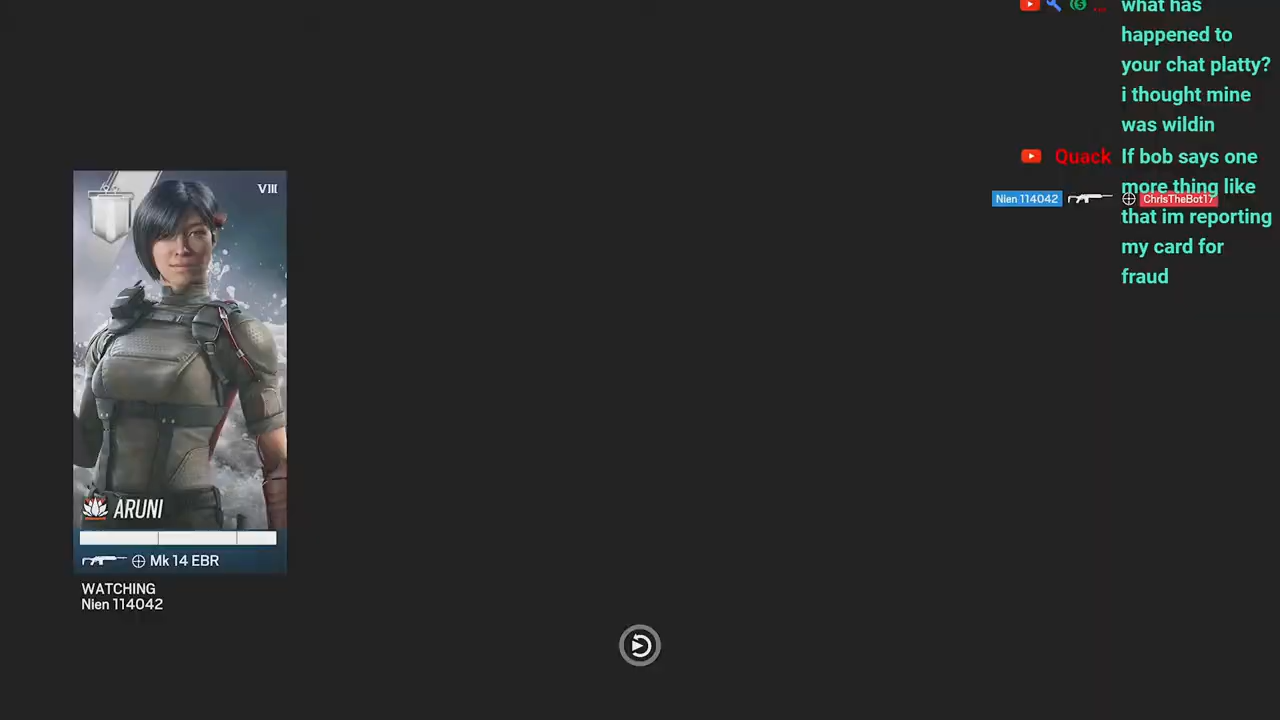 what has
happened to
your chat platty?
i thought mine
was wildin
Quack If bob says one
more thing like
that im reporting
my card for
fraud
Nien 114042 ChrisTheBot17
VIII
ARUNI
Mk 14 EBR
WATCHING
Nien 114042